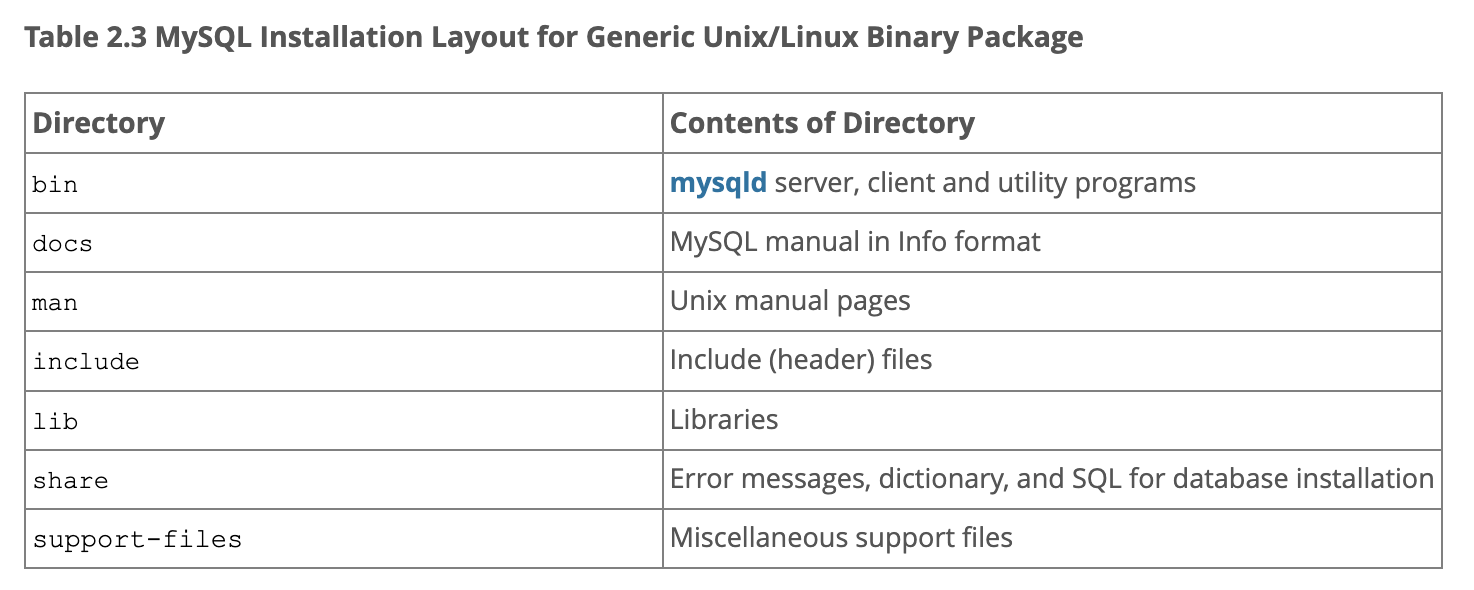 Table 2.3 MySQL Installation Layout for Generic Unix/Linux Binary Package
Directory Contents of Directory
bin mysqld server, client and utility programs
docs MySQL manual in Info format
man Unix manual pages
include Include (header) files
lib Libraries
share Error messages, dictionary, and SQL for database installation
support-files Miscellaneous support files